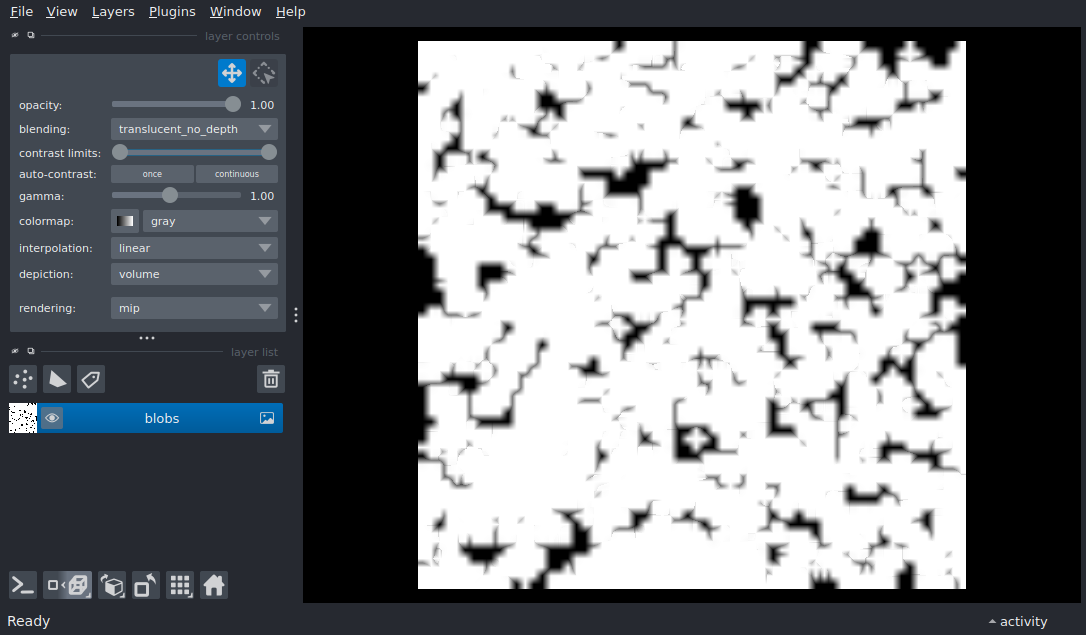 File View Layers Plugins Window Help
layer controls
opacity: 1.00
blending: translucent_no_depth
contrast limits:
auto-contrast: once continuous
gamma: 1.00
colormap: gray
interpolation: linear
depiction: volume
rendering: mip
layer list
blobs
Ready activity